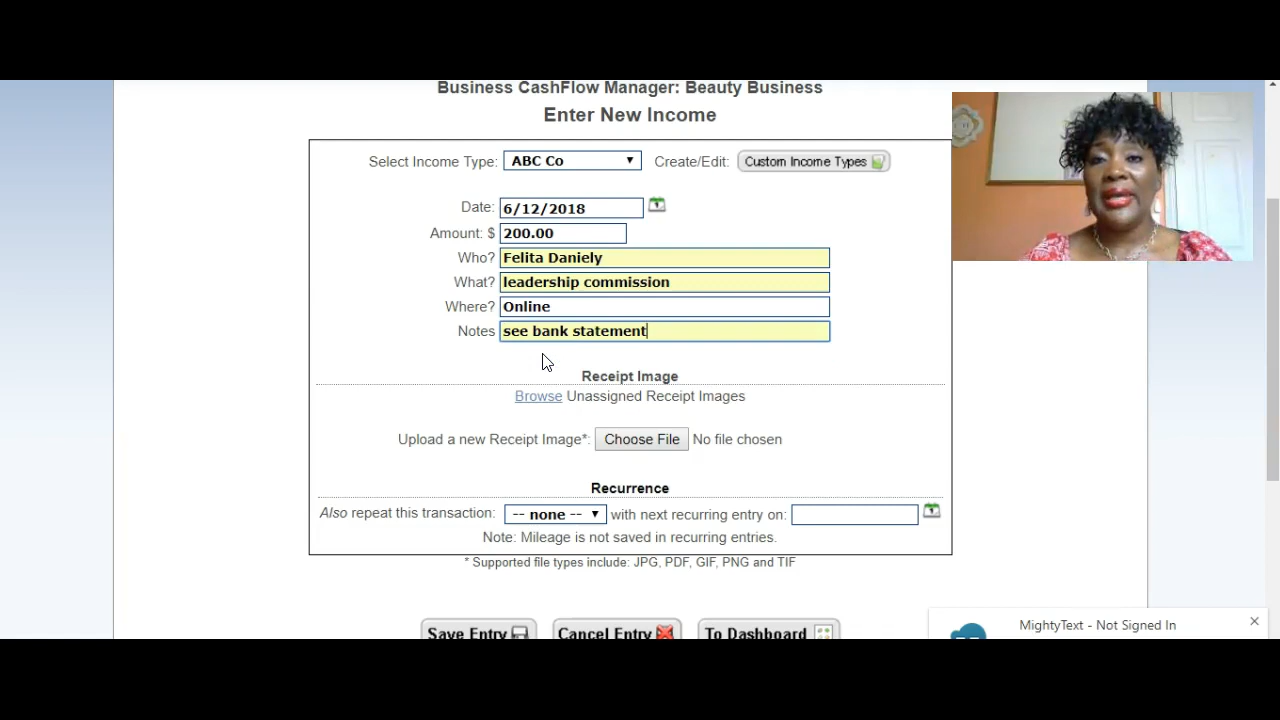 Business CashFlow Manager: Beauty Business
Enter New Income
Select Income Type: ABC Co Create/Edit: Custom Income Types
Date: 6/12/2018
Amount: $ 200.00
Who? Felita Daniely
What? leadership commission
Where? Online
Notes see bank statement
Receipt Image
Browse Unassigned Receipt Images
Upload a new Receipt Image*: Choose File No file chosen
Recurrence
Also repeat this transaction: -- none -- with next recurring entry on:
Note: Mileage is not saved in recurring entries.
* Supported file types include: JPG, PDF, GIF, PNG and TIF
Save Entry Cancel Entry To Dashboard
MightyText - Not Signed In